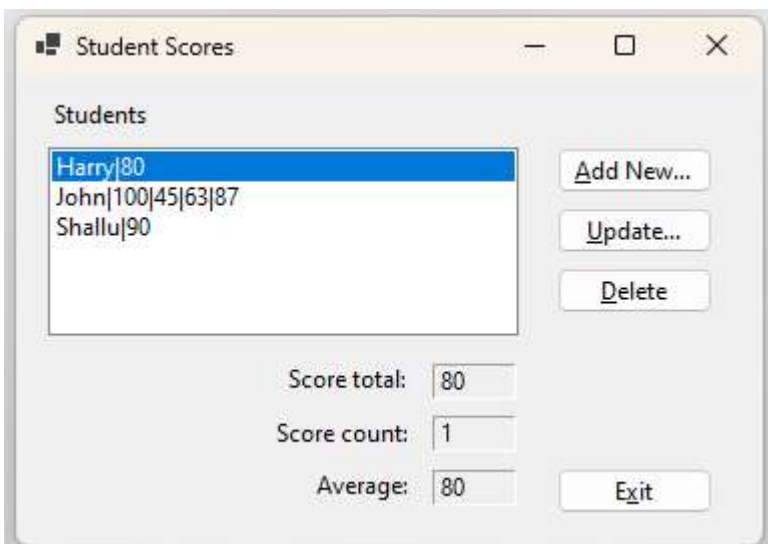 Student Scores
Students
Harry|80
John|100|45|63|87
Shallu|90
Add New...
Update...
Delete
Score total: 80
Score count: 1
Average: 80
Exit